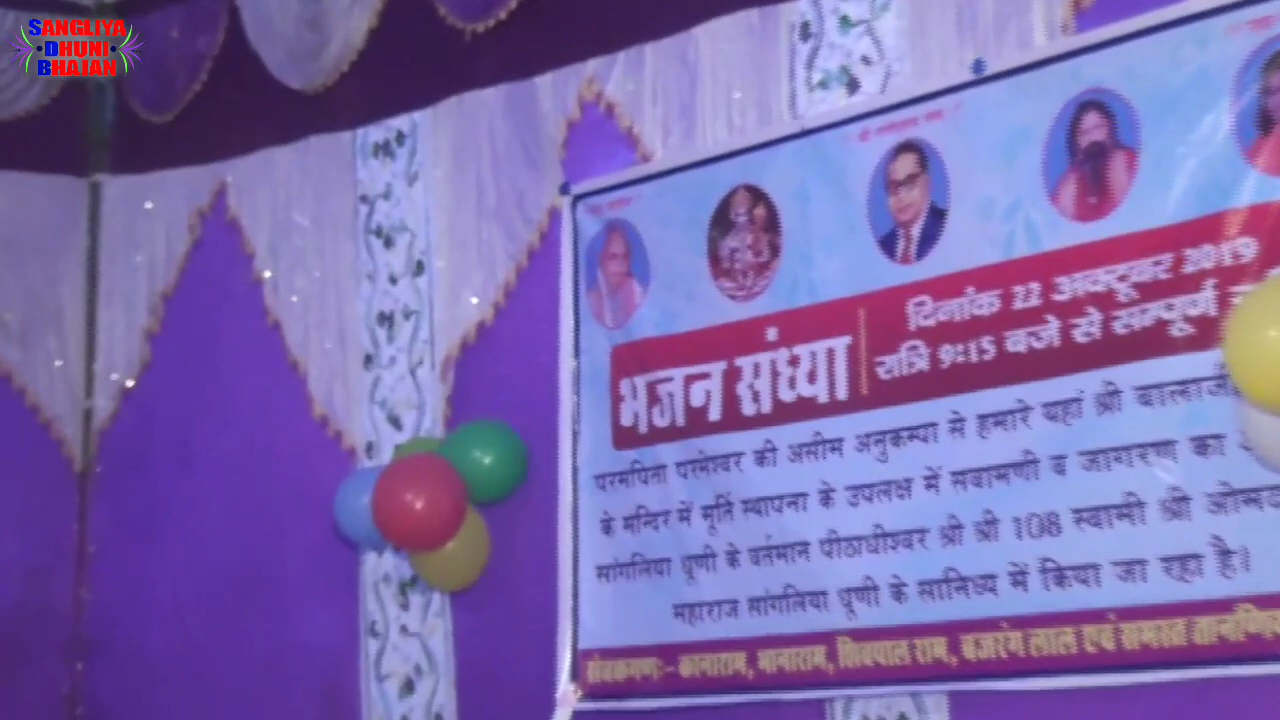 SANGLIYA
DHUNI
BHAJAN
भजन संध्या
दिनांक 22 अक्टूबर 2019
रात्रि 9:15 बजे से सम्पूर्ण
परमपिता परमेश्वर की असीम अनुकम्पा से हमारे यहां श्री बालाजी
के मन्दिर में मूर्ति स्थापना के उपलक्ष में सवामणी व जागरण का
सांगलिया धूणी के वर्तमान पीठाधीश्वर श्री श्री 108 स्वामी श्री
महाराज सांगलिया धूणी के सानिध्य में किया जा रहा है।
कानाराम, मानाराम, शिवपाल राम, बजरंग लाल एवं समस्त